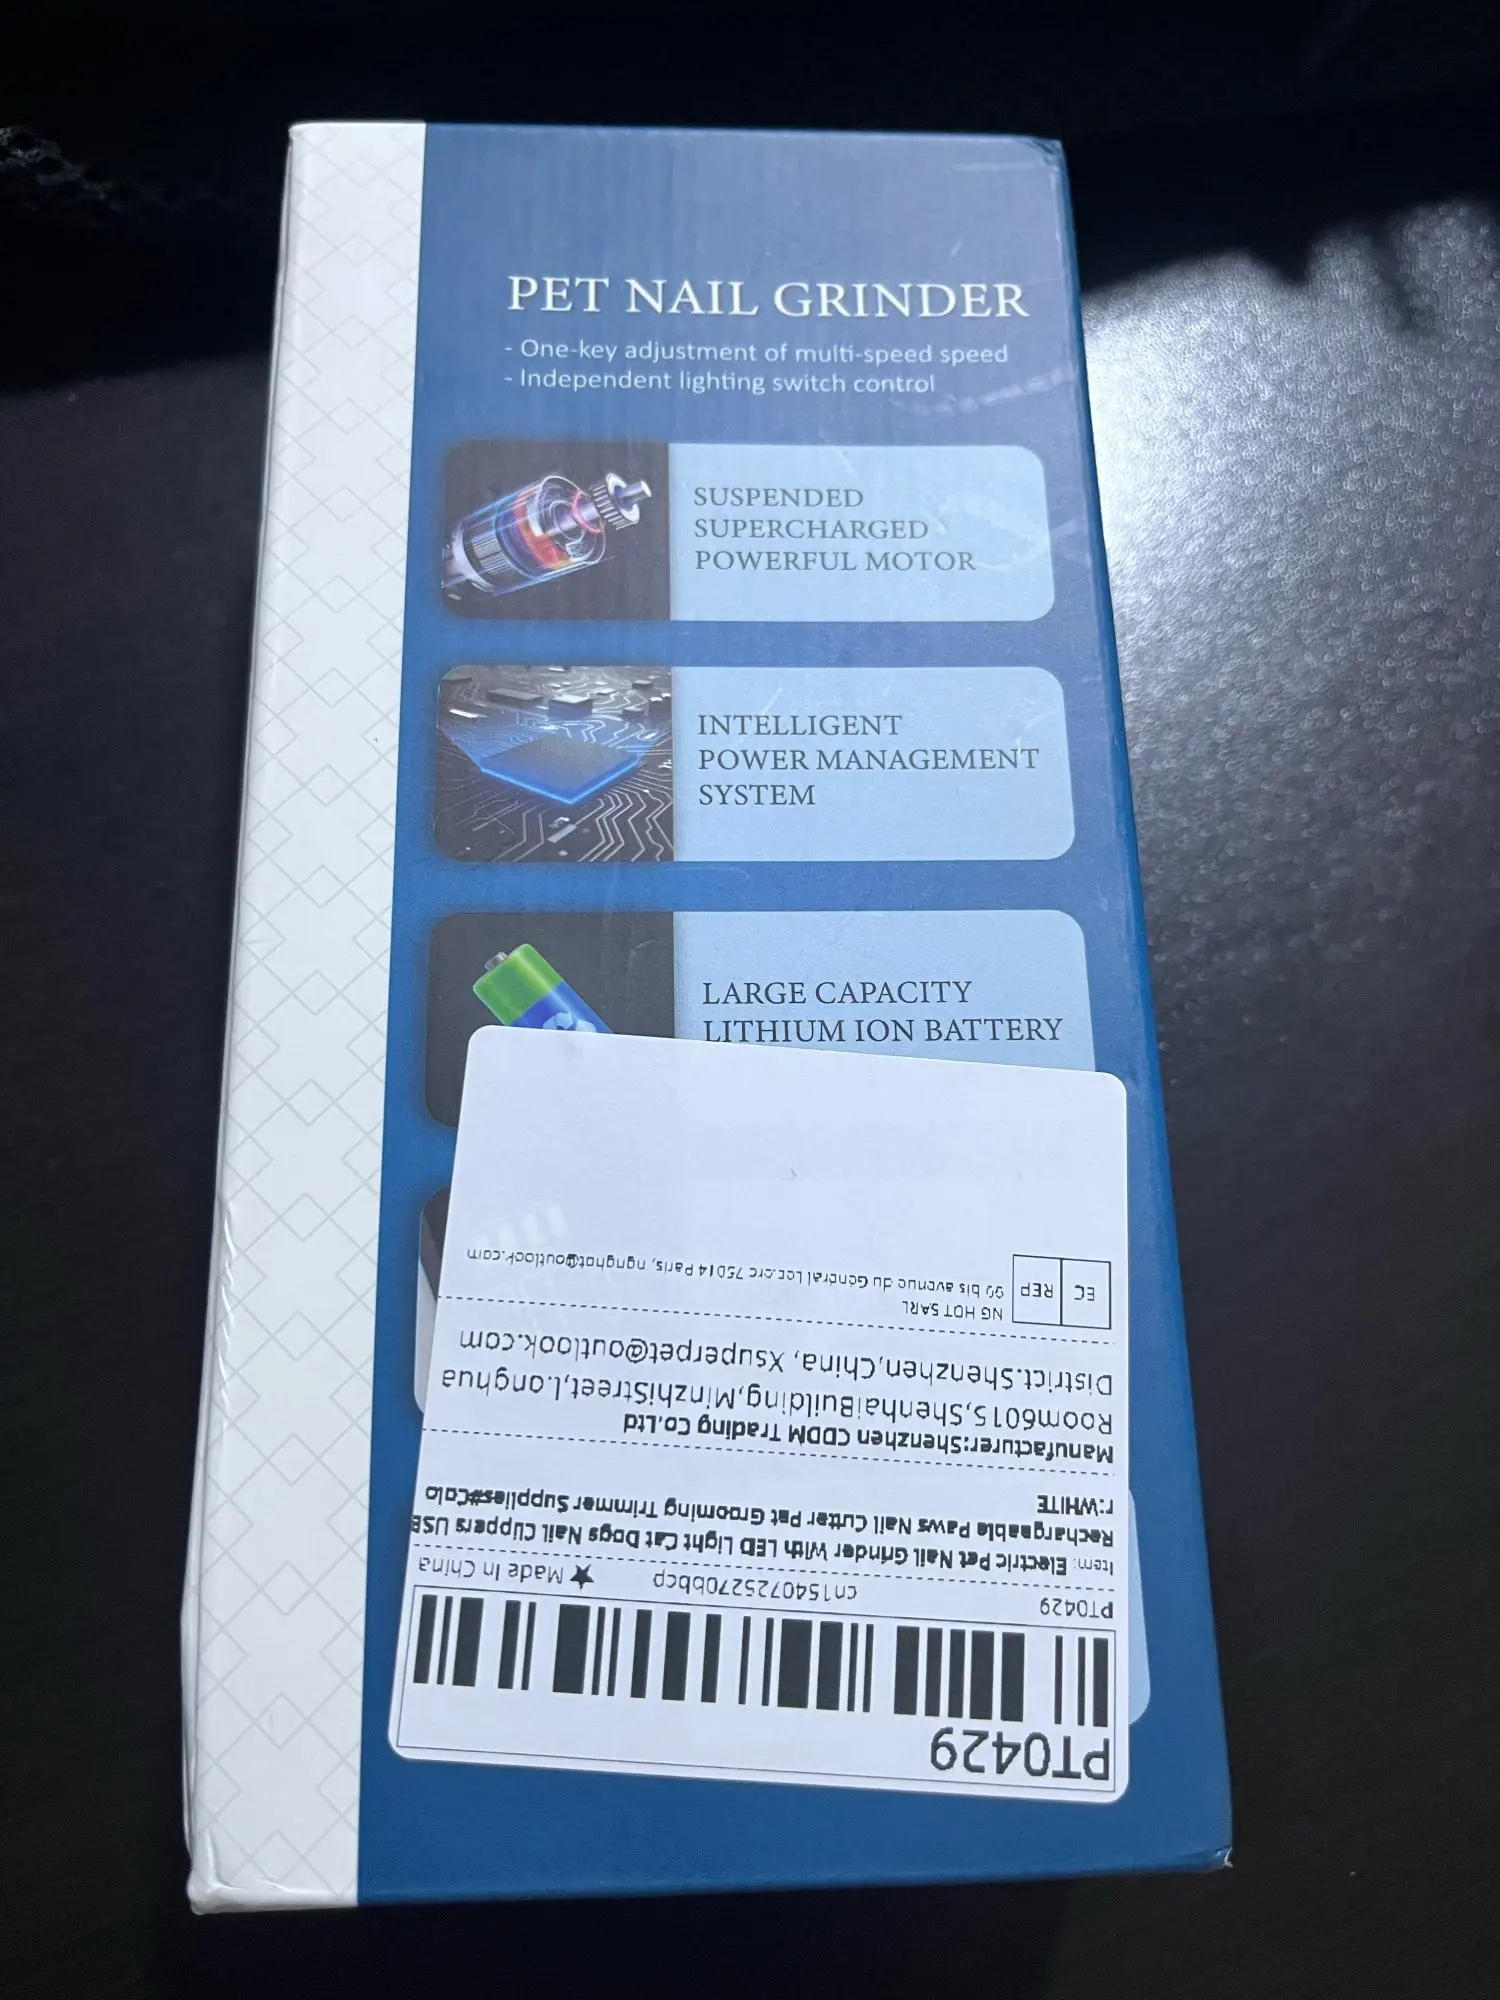 PET NAIL GRINDER
- One-key adjustment of multi-speed speed
- Independent lighting switch control
SUSPENDED
SUPERCHARGED
POWERFUL MOTOR
INTELLIGENT
POWER MANAGEMENT
SYSTEM
LARGE CAPACITY
LITHIUM ION BATTERY
PT0429
PT0429 cn1540725270bbcp ★ Made In China
Item: Electric Pet Nail Grinder With LED Light Cat Dogs Nail Clippers USB
Rechargeable Paws Nail Cutter Pet Grooming Trimmer Supplies#Colo
r:WHITE
Manufacturer:Shenzhen CDDM Trading Co.Ltd
Room6015,ShenhaiBuilding,MinzhiStreet,Longhua
District.Shenzhen,China, Xsuperpet@outlook.com
EC REP
NG HOT SARL
99 bis avenue du Général Leclerc 75014 Paris, ngnghot@outlook.com